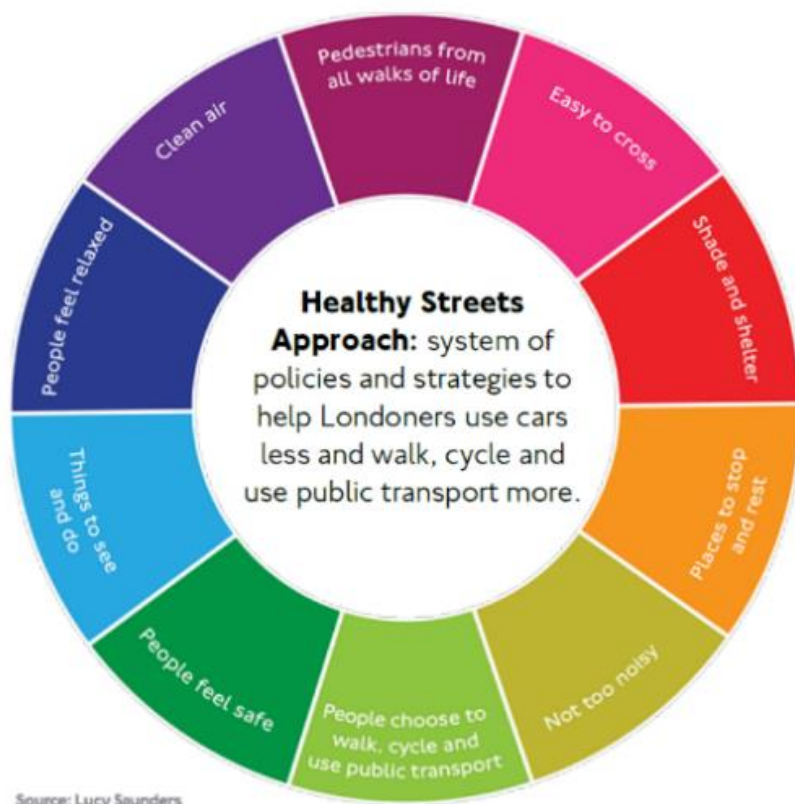 Pedestrians from
all walks of life
Easy to cross
Shade and shelter
Places to stop
and rest
Not too noisy
People choose to
walk, cycle and
use public transport
People feel safe
Things to see
and do
People feel relaxed
Clean air
Healthy Streets
Approach: system of
policies and strategies to
help Londoners use cars
less and walk, cycle and
use public transport more.
Source: Lucy Saunders